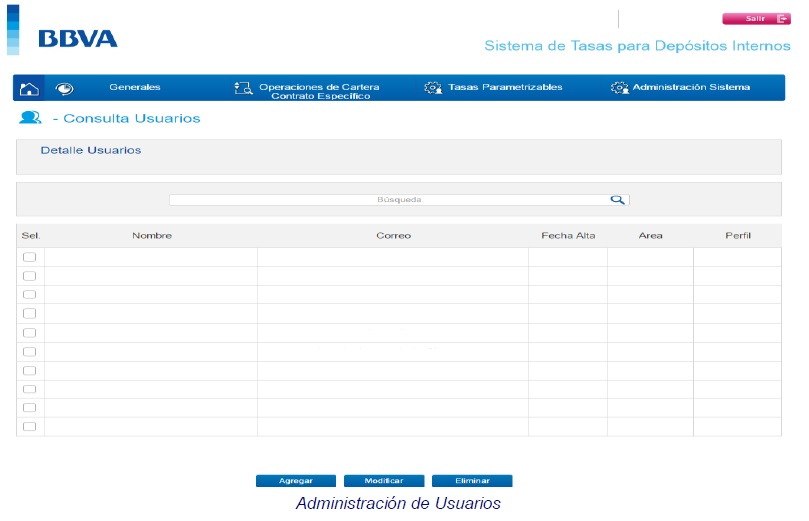 Salir
BBVA
Sistema de Tasas para Depósitos Internos
Generales
Operaciones de Cartera
Contrato Específico
Tasas Parametrizables
Administración Sistema
- Consulta Usuarios
Detalle Usuarios
Búsqueda
Sel. Nombre Correo Fecha Alta Area Perfil
Agregar Modificar Eliminar
Administración de Usuarios